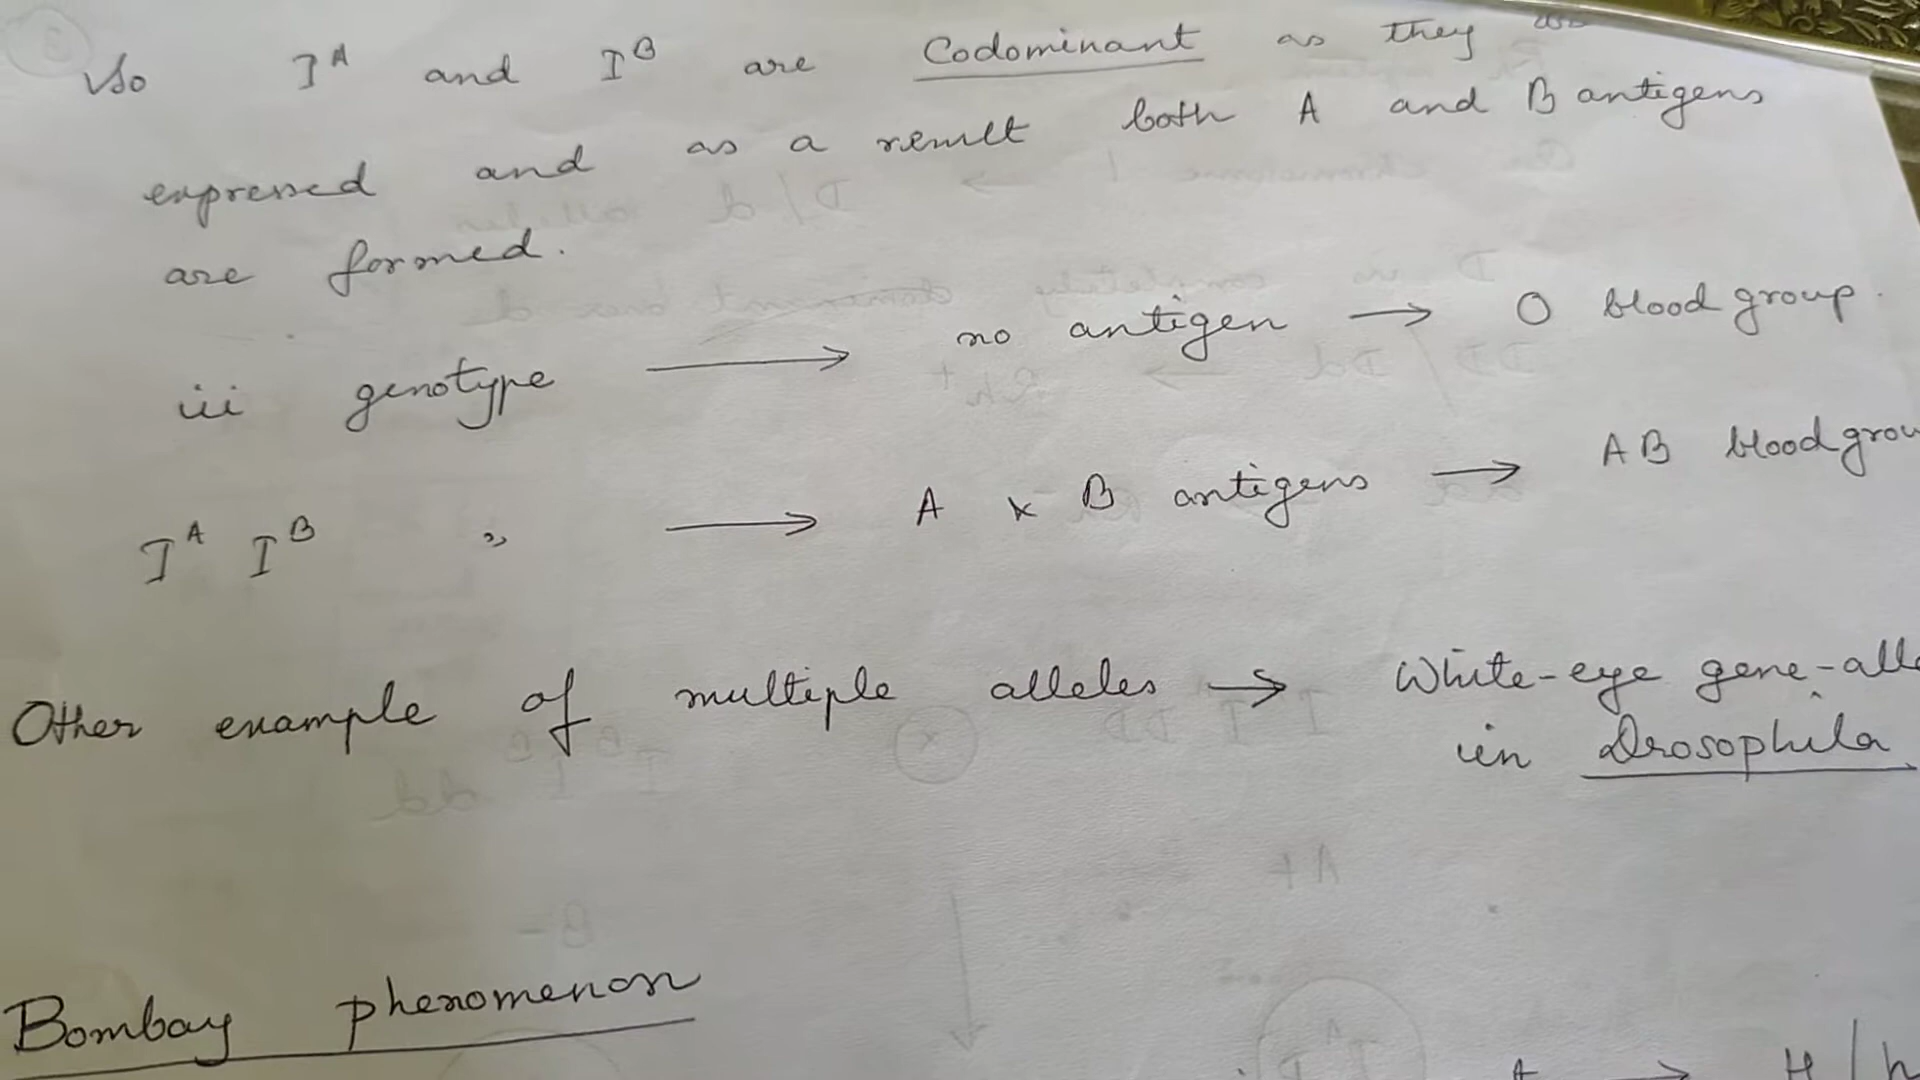 So I^A and I^B are Codominant as they
expressed and as a result both A and B antigens
are formed.
ii genotype → no antigen → O blood group.
I^A I^B " → A & B antigens → AB blood grou
Other example of multiple alleles → White-eye gene-alle
in Drosophila
Bombay phenomenon
→ H/h